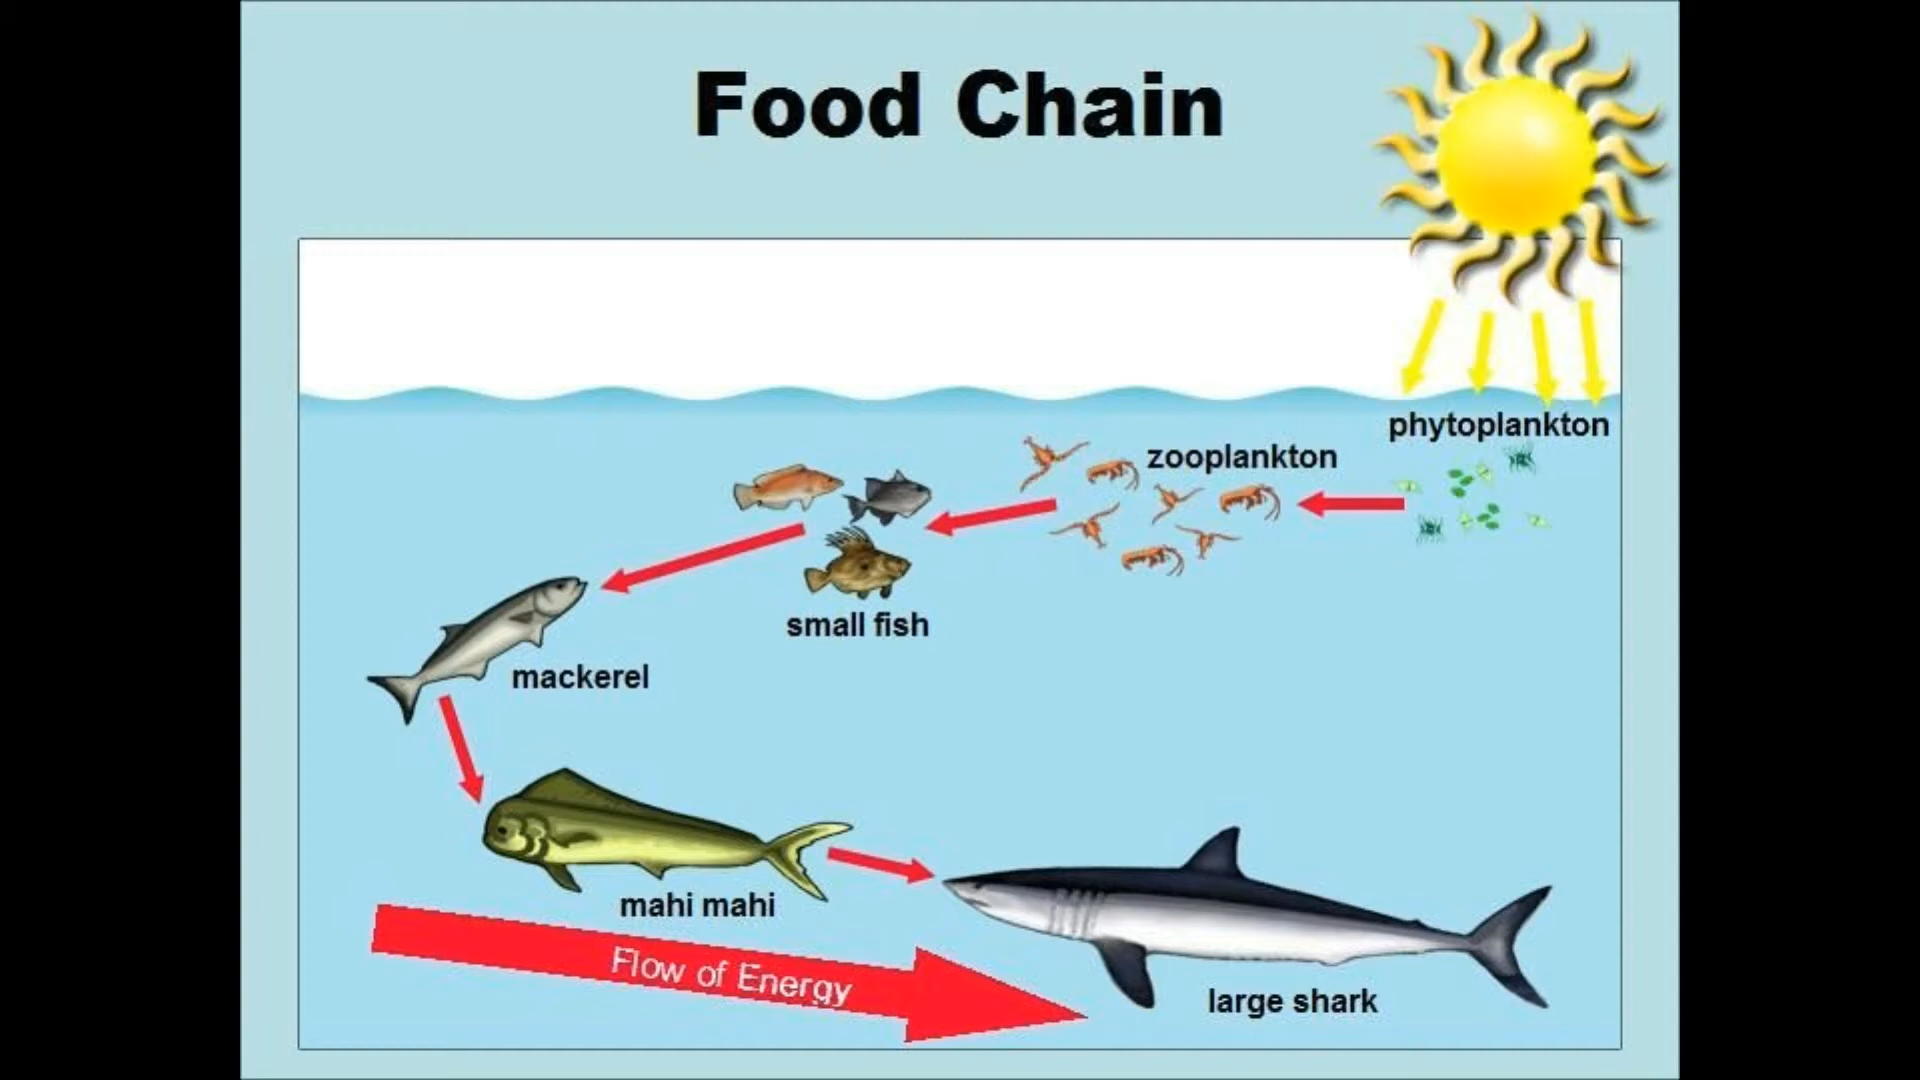 Food Chain
phytoplankton
zooplankton
small fish
mackerel
mahi mahi
Flow of Energy
large shark